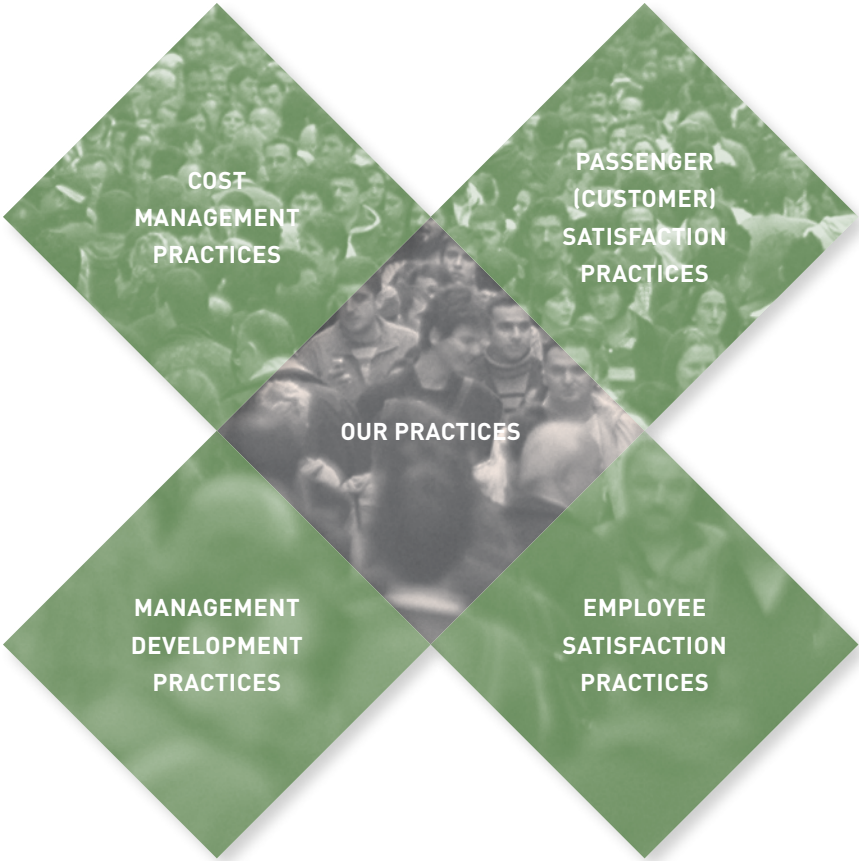 COST
MANAGEMENT
PRACTICES
PASSENGER
(CUSTOMER)
SATISFACTION
PRACTICES
OUR PRACTICES
MANAGEMENT
DEVELOPMENT
PRACTICES
EMPLOYEE
SATISFACTION
PRACTICES